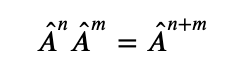 Â^n Â^m = Â^{n+m}